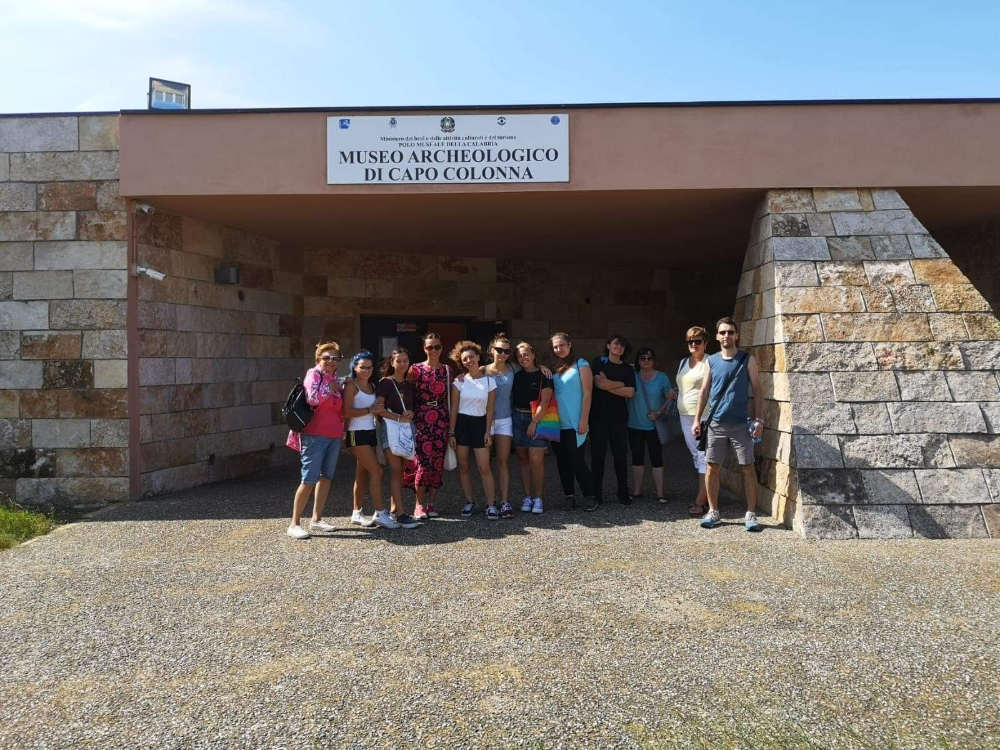 Ministero dei beni e delle attività culturali e del turismo
POLO MUSEALE DELLA CALABRIA
MUSEO ARCHEOLOGICO
DI CAPO COLONNA